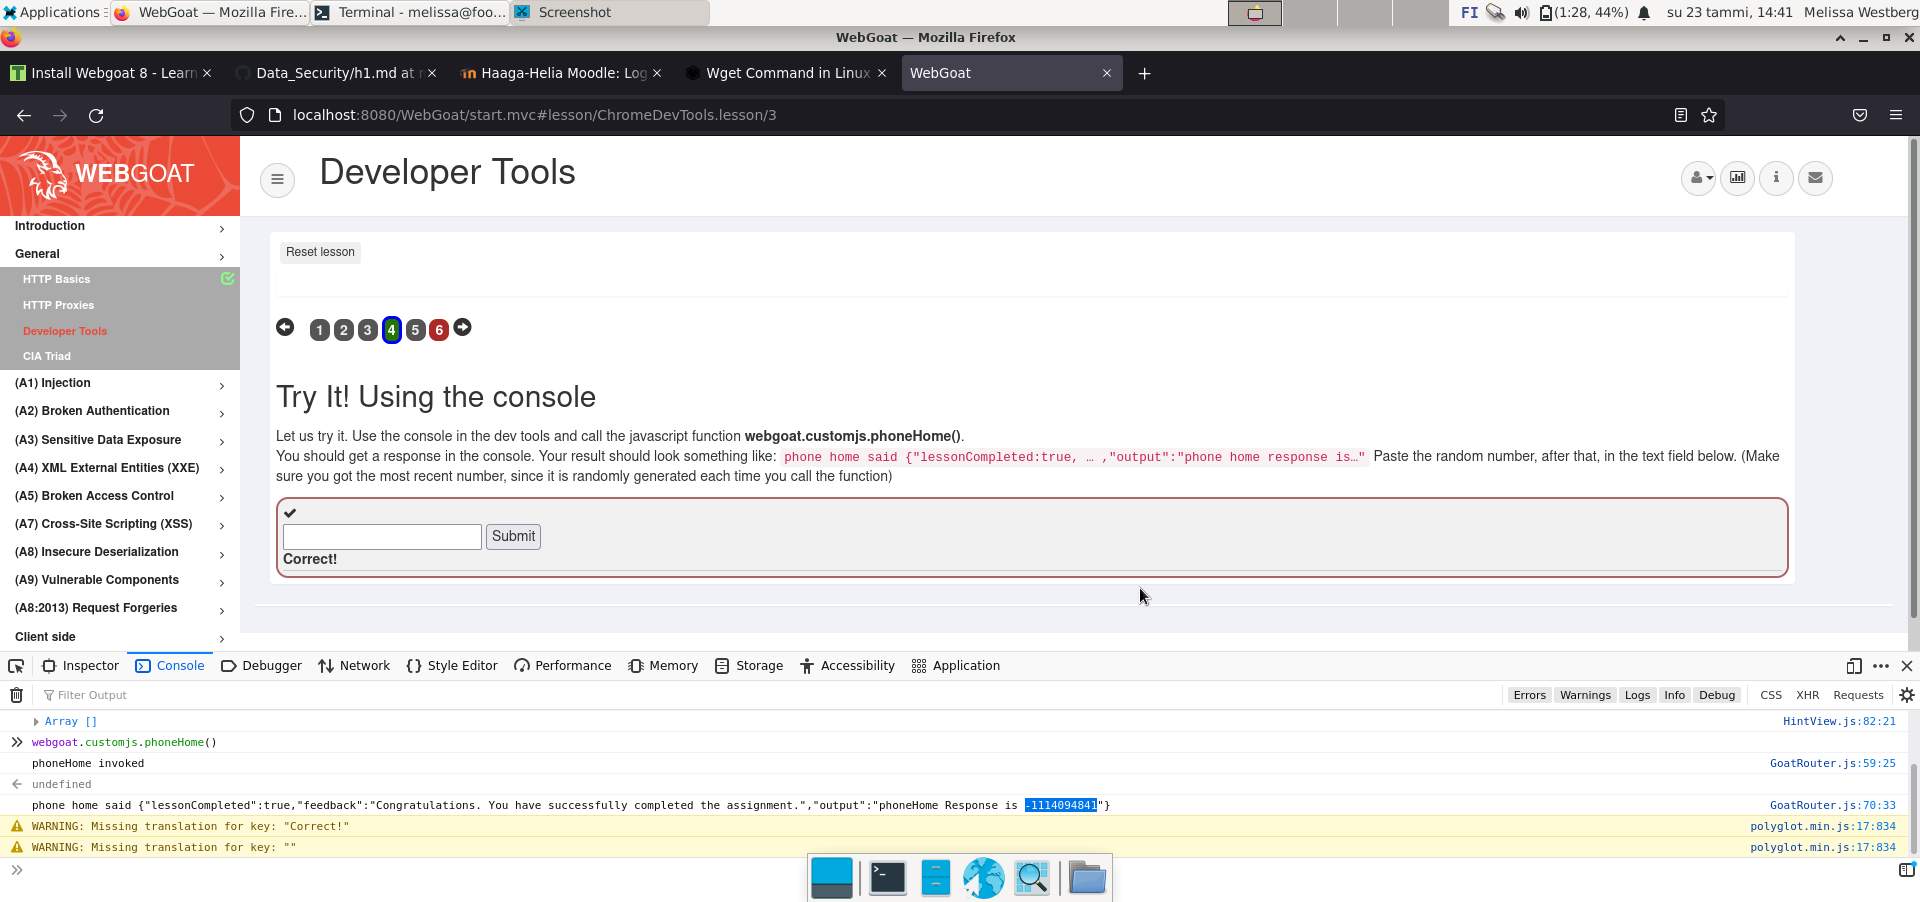 Applications WebGoat — Mozilla Fire... Terminal - melissa@foo... Screenshot FI (1:28, 44%) su 23 tammi, 14:41 Melissa Westberg
WebGoat — Mozilla Firefox
Install Webgoat 8 - Learn Data_Security/h1.md at Haaga-Helia Moodle: Log Wget Command in Linux WebGoat
localhost:8080/WebGoat/start.mvc#lesson/ChromeDevTools.lesson/3
WEBGOAT
Developer Tools
Introduction
General
HTTP Basics
HTTP Proxies
Developer Tools
CIA Triad
(A1) Injection
(A2) Broken Authentication
(A3) Sensitive Data Exposure
(A4) XML External Entities (XXE)
(A5) Broken Access Control
(A7) Cross-Site Scripting (XSS)
(A8) Insecure Deserialization
(A9) Vulnerable Components
(A8:2013) Request Forgeries
Client side
Reset lesson
1 2 3 4 5 6
Try It! Using the console
Let us try it. Use the console in the dev tools and call the javascript function webgoat.customjs.phoneHome().
You should get a response in the console. Your result should look something like: phone home said {"lessonCompleted:true, … ,"output":"phone home response is…" Paste the random number, after that, in the text field below. (Make
sure you got the most recent number, since it is randomly generated each time you call the function)
Submit
Correct!
Inspector Console Debugger Network Style Editor Performance Memory Storage Accessibility Application
Filter Output Errors Warnings Logs Info Debug CSS XHR Requests
Array [] HintView.js:82:21
webgoat.customjs.phoneHome()
phoneHome invoked GoatRouter.js:59:25
undefined
phone home said {"lessonCompleted":true,"feedback":"Congratulations. You have successfully completed the assignment.","output":"phoneHome Response is -1114094841"} GoatRouter.js:70:33
WARNING: Missing translation for key: "Correct!" polyglot.min.js:17:834
WARNING: Missing translation for key: "" polyglot.min.js:17:834